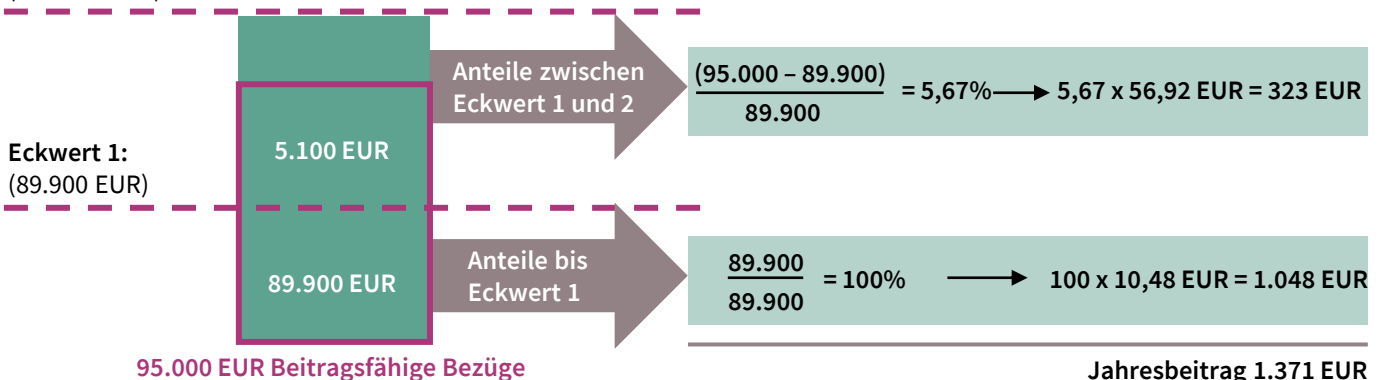 Anteile zwischen
Eckwert 1 und 2
(95.000 – 89.900)
89.900
= 5,67%
5,67 x 56,92 EUR = 323 EUR
Eckwert 1:
(89.900 EUR)
5.100 EUR
89.900 EUR
Anteile bis
Eckwert 1
89.900
89.900
= 100%
100 x 10,48 EUR = 1.048 EUR
95.000 EUR Beitragsfähige Bezüge
Jahresbeitrag 1.371 EUR